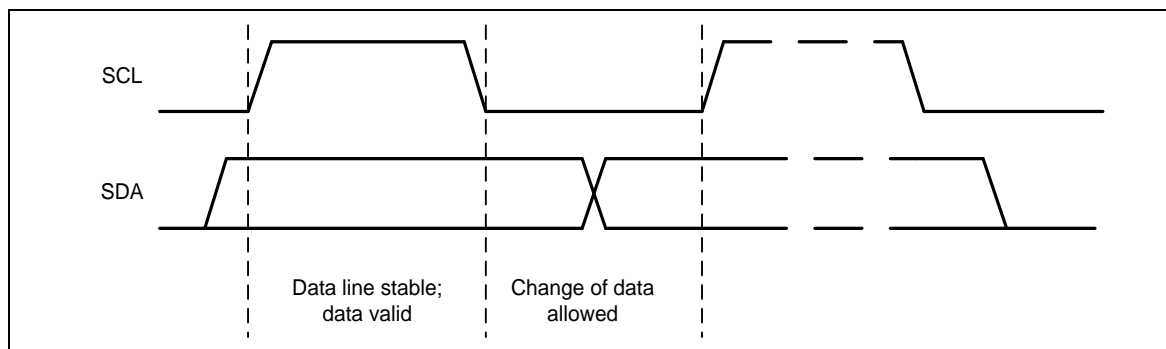 SCL
SDA
Data line stable;
data valid
Change of data
allowed